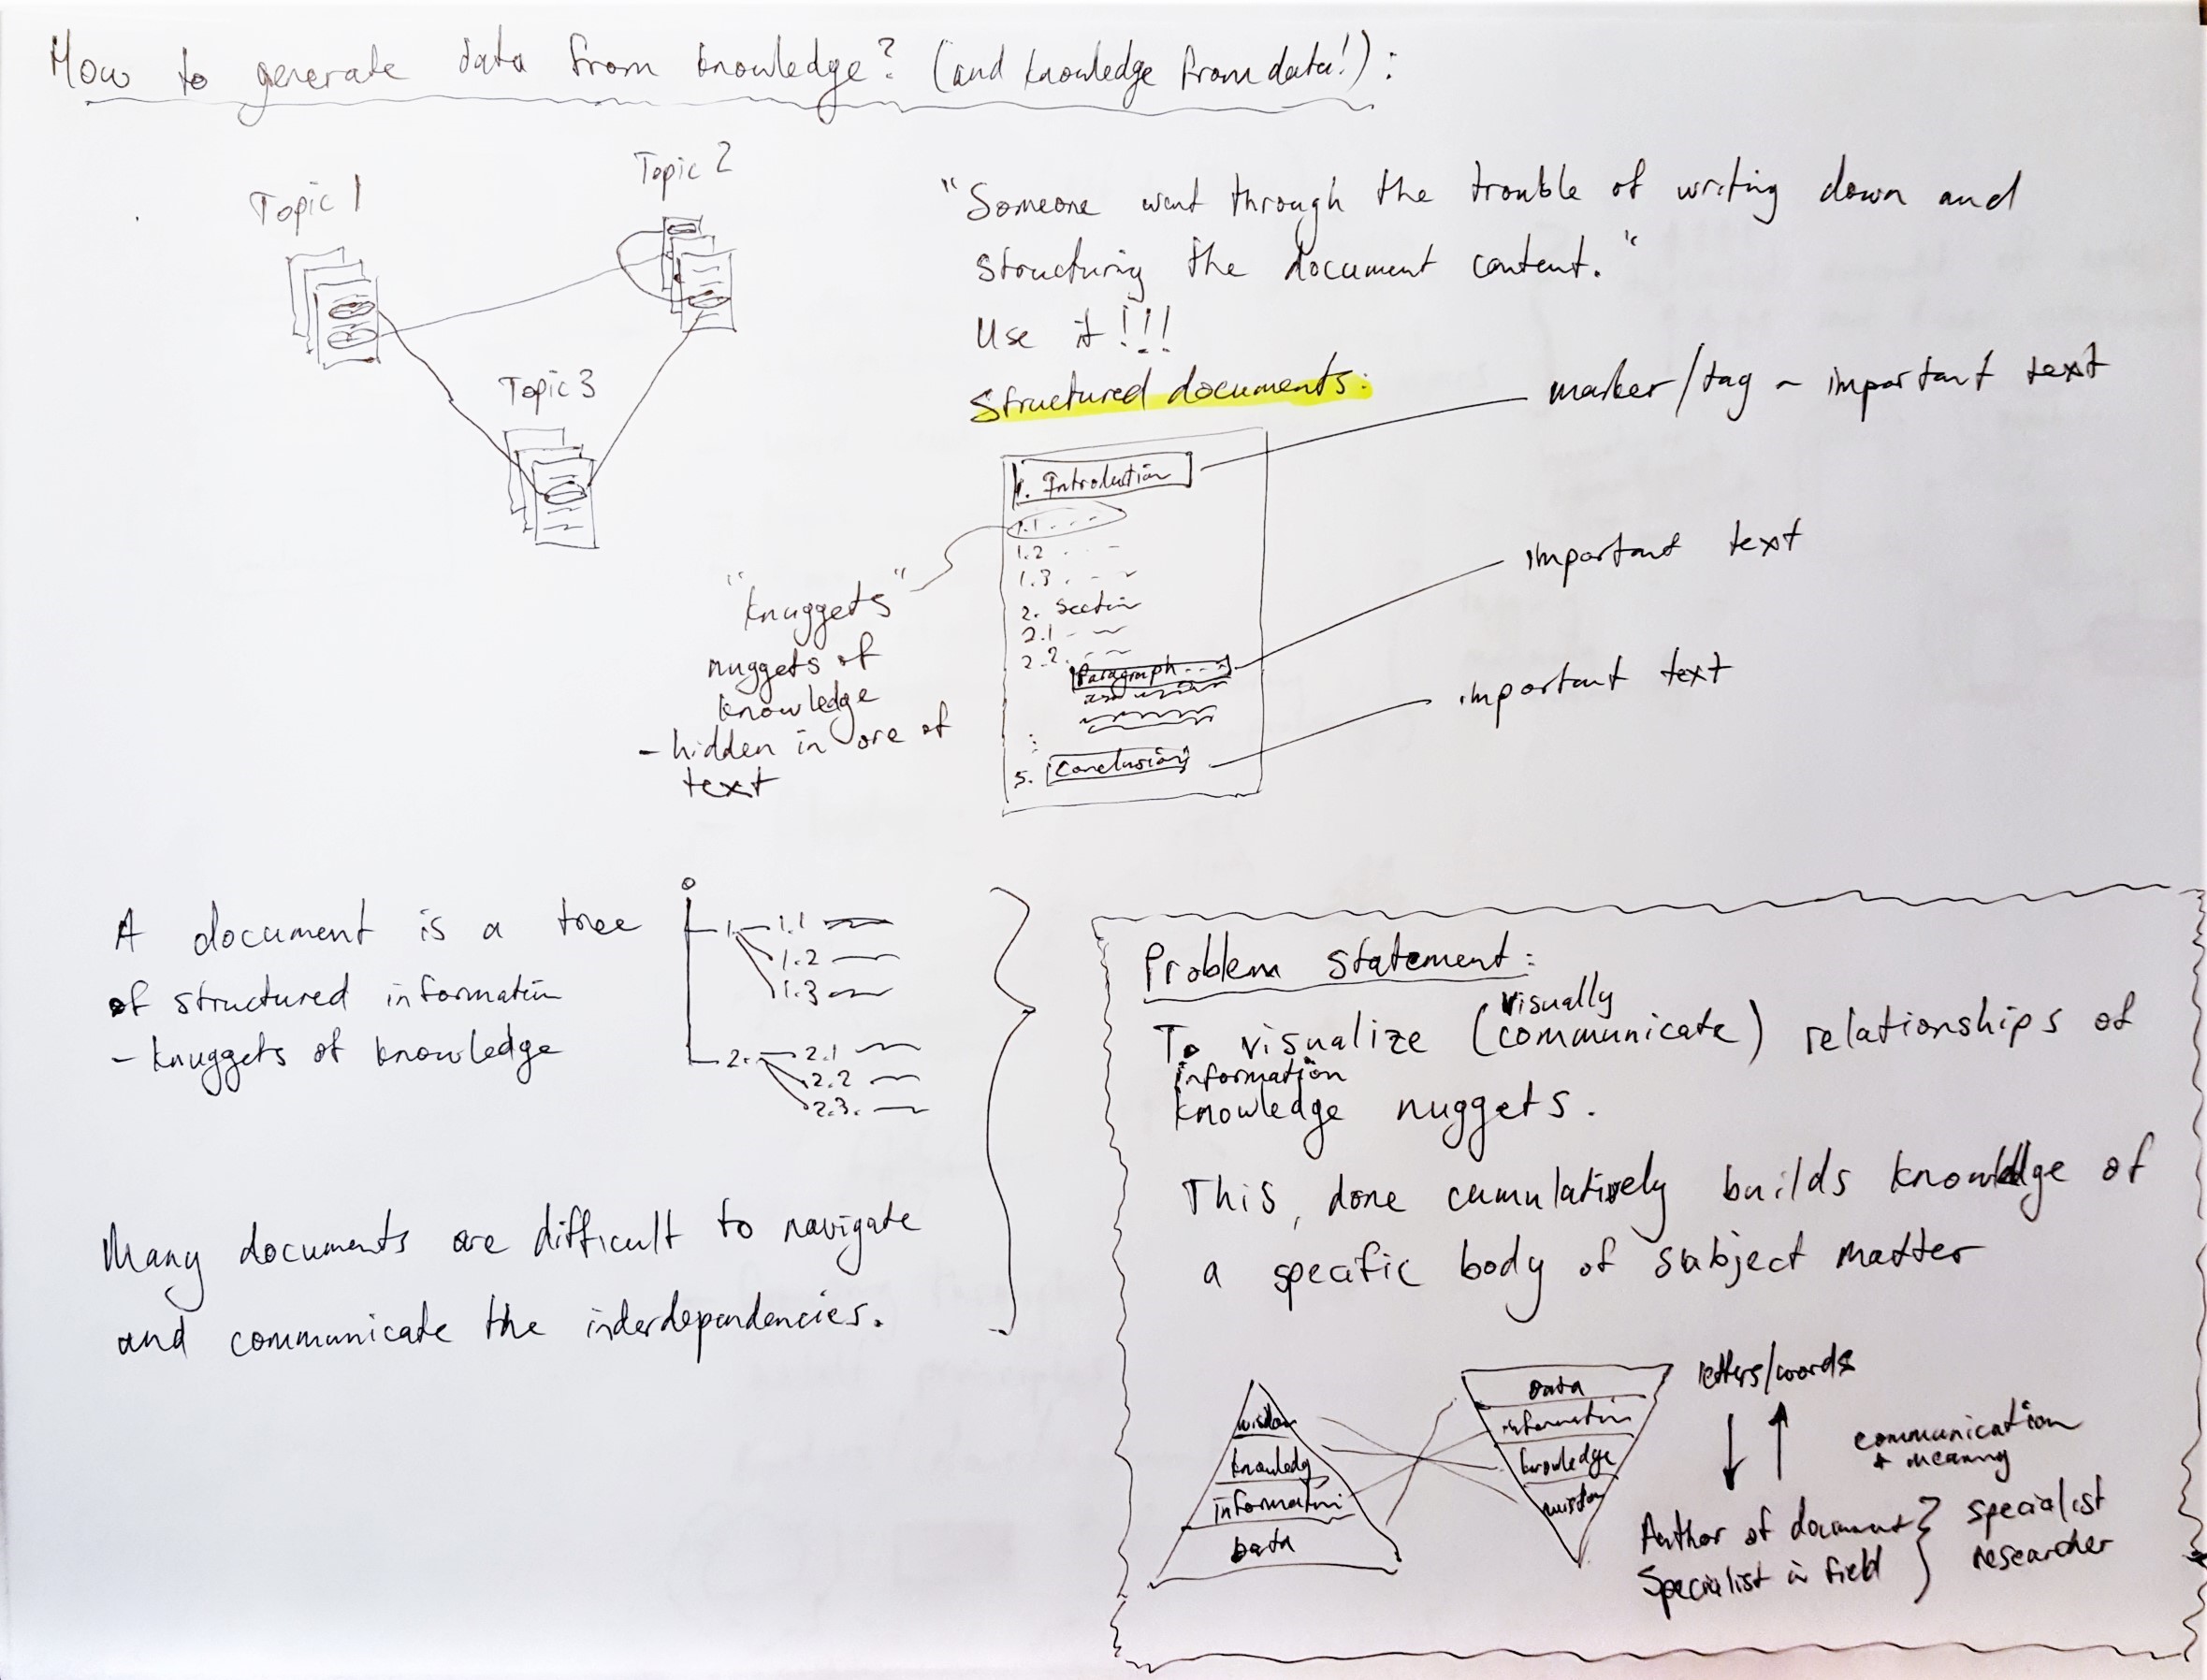 How to generate data from knowledge? (and knowledge from data!):
Topic 1
Topic 2
Topic 3
"Someone went through the trouble of writing down and
structuring the document content."
Use it!!!
Structured documents:
marker/tag ~ important text
1. Introduction
1.1 - - -
1.2 - - -
1.3. - - ~
2. Section
2.1 - ~
2.2. - ~
Paragraph - - -
5. Conclusion
important text
important text
"knuggets"
nuggets of
knowledge
- hidden in ore of
text
A document is a tree
of structured information
- knuggets of knowledge
1. 1.1
1.2
1.3
2. 2.1
2.2
2.3.
Many documents are difficult to navigate
and communicate the interdependencies.
Problem statement:
visually
To visualize (communicate) relationships of
information
knowledge nuggets.
This, done cumulatively builds knowledge of
a specific body of subject matter
wisdom
knowledg
information
Data
Data
information
knowledge
wisdom
letters/words
communication
+ meaning
Author of document } specialist
Specialist in field researcher